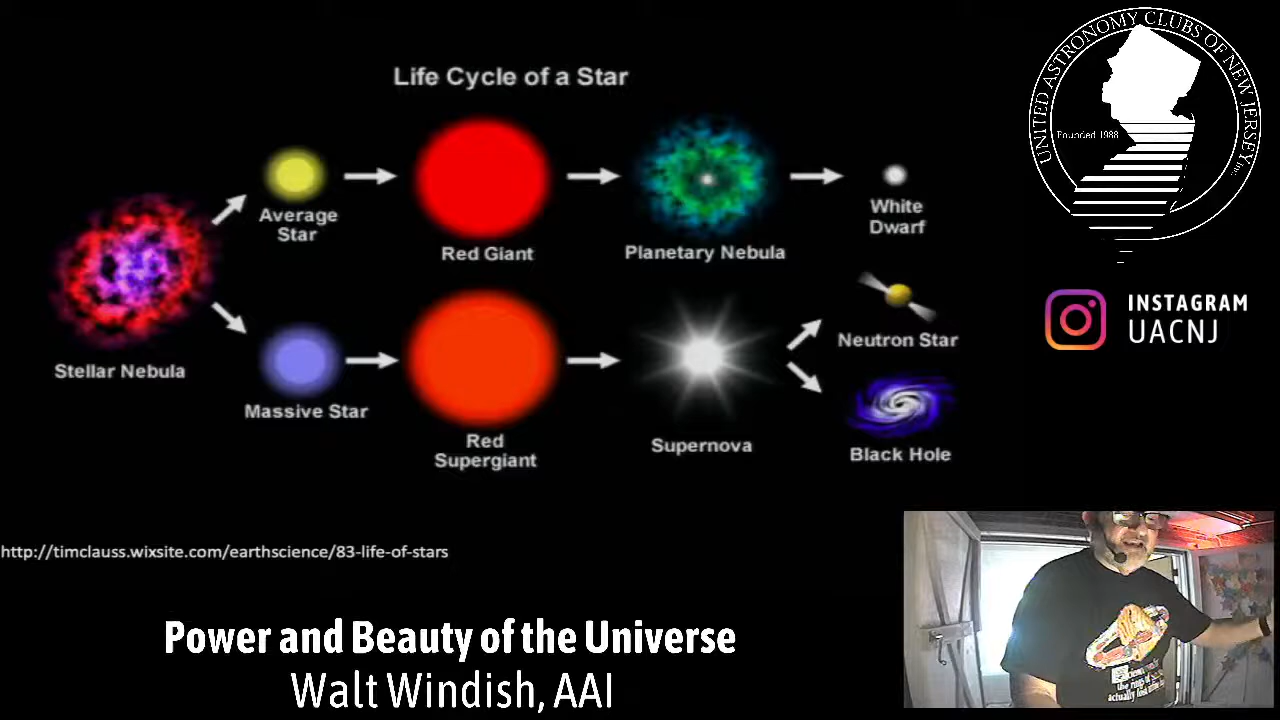 Life Cycle of a Star
UNITED ASTRONOMY CLUBS OF NEW JERSEY, Inc.
Founded 1988
Average
Star
Red Giant
Planetary Nebula
White
Dwarf
Stellar Nebula
Massive Star
Red
Supergiant
Supernova
Neutron Star
Black Hole
INSTAGRAM
UACNJ
http://timclauss.wixsite.com/earthscience/83-life-of-stars
Power and Beauty of the Universe
Walt Windish, AAI